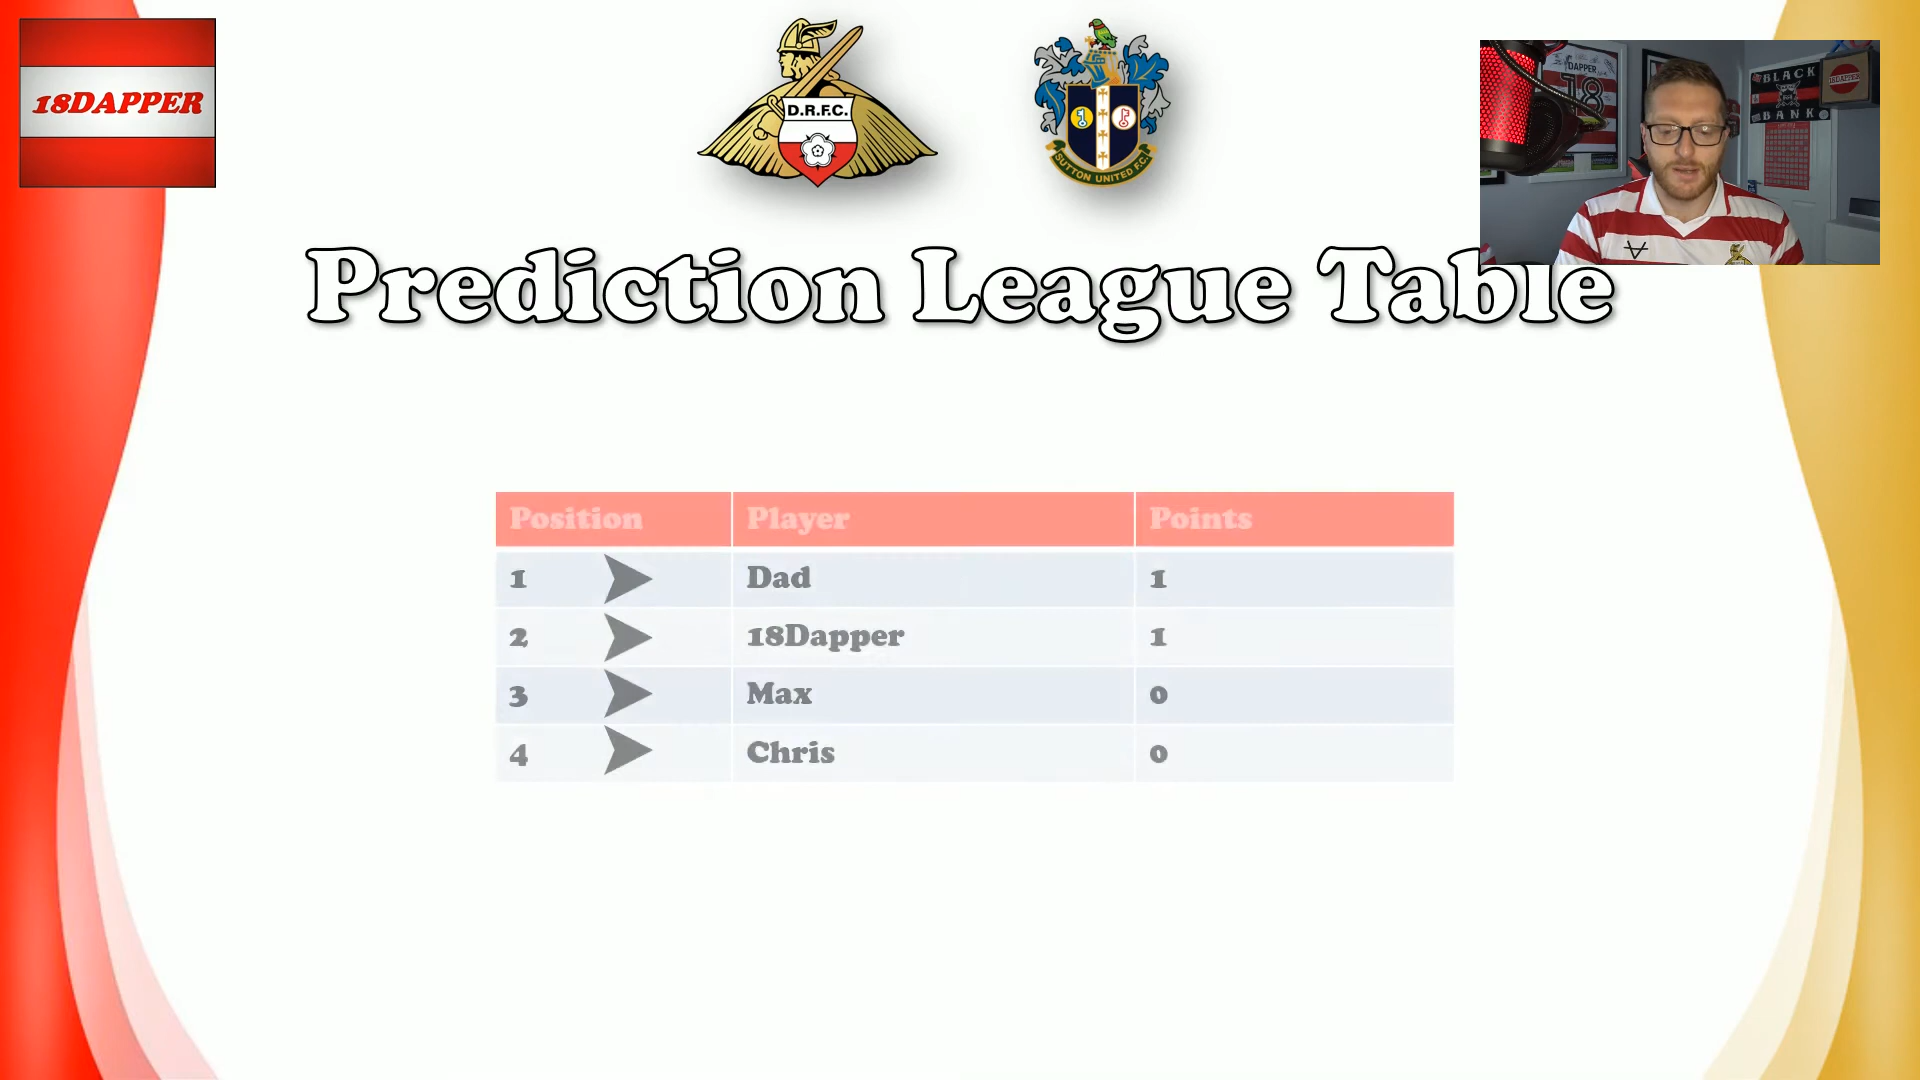 18DAPPER
D.R.F.C.
SUTTON UNITED F.C.
DAPPER
18
BLACK
BANK
Prediction League Table
Position Player Points
1 Dad 1
2 18Dapper 1
3 Max 0
4 Chris 0